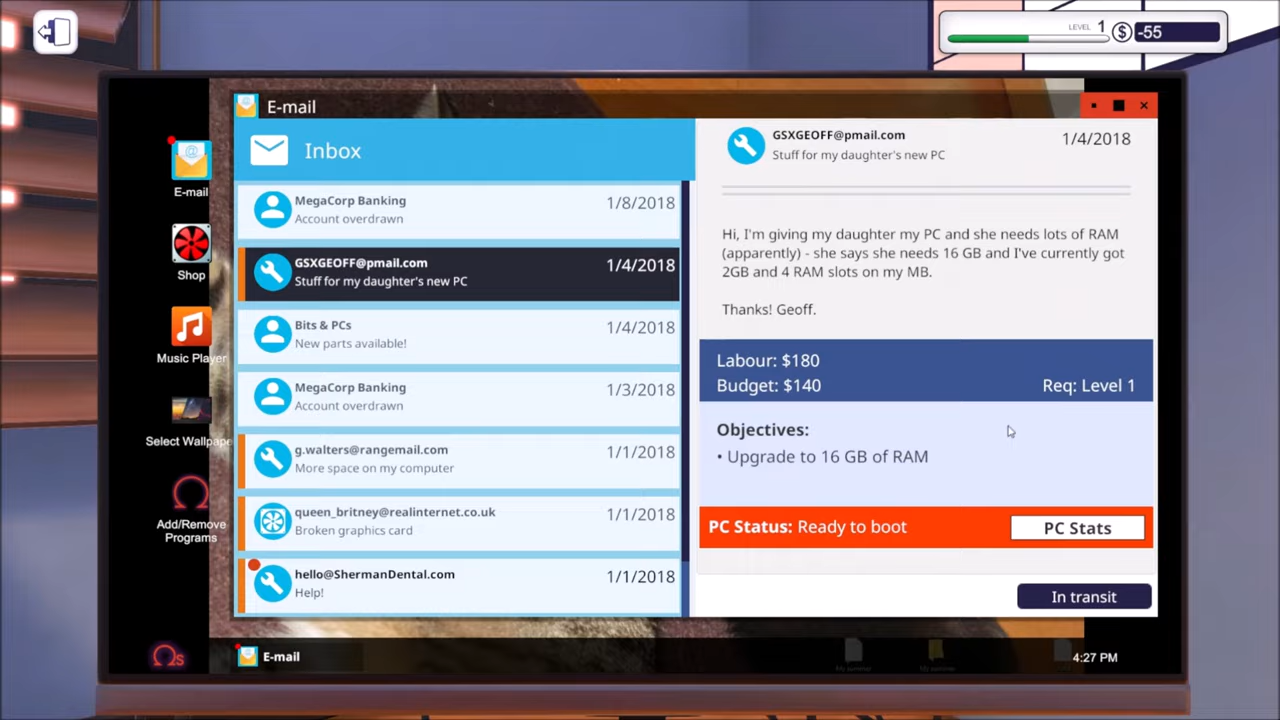 LEVEL 1
$ -55
E-mail
Inbox
MegaCorp Banking
1/8/2018
Account overdrawn
GSXGEOFF@pmail.com
1/4/2018
Stuff for my daughter's new PC
Bits & PCs
1/4/2018
New parts available!
MegaCorp Banking
1/3/2018
Account overdrawn
g.walters@rangemail.com
1/1/2018
More space on my computer
queen_britney@realinternet.co.uk
1/1/2018
Broken graphics card
hello@ShermanDental.com
1/1/2018
Help!
GSXGEOFF@pmail.com
1/4/2018
Stuff for my daughter's new PC
Hi, I'm giving my daughter my PC and she needs lots of RAM
(apparently) - she says she needs 16 GB and I've currently got
2GB and 4 RAM slots on my MB.
Thanks! Geoff.
Labour: $180
Budget: $140
Req: Level 1
Objectives:
• Upgrade to 16 GB of RAM
PC Status: Ready to boot
PC Stats
In transit
E-mail
Shop
Music Player
Select Wallpape
Add/Remove
Programs
Ωs
E-mail
4:27 PM